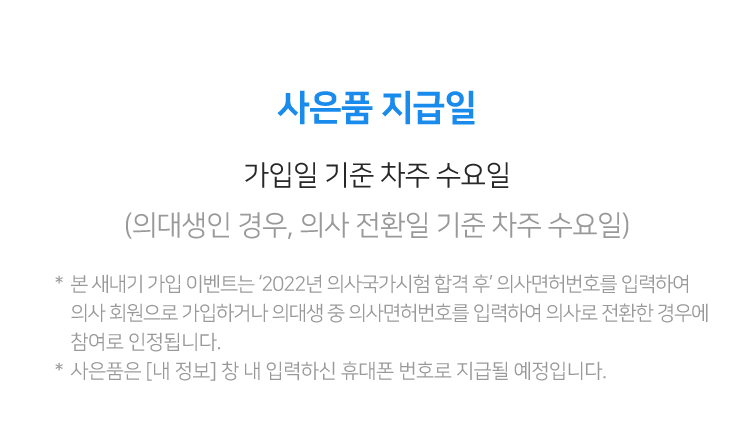 사은품 지급일
가입일 기준 차주 수요일
(의대생인 경우, 의사 전환일 기준 차주 수요일)
* 본 새내기 가입 이벤트는 ‘2022년 의사국가시험 합격 후’ 의사면허번호를 입력하여
의사 회원으로 가입하거나 의대생 중 의사면허번호를 입력하여 의사로 전환한 경우에
참여로 인정됩니다.
* 사은품은 [내 정보] 창 내 입력하신 휴대폰 번호로 지급될 예정입니다.